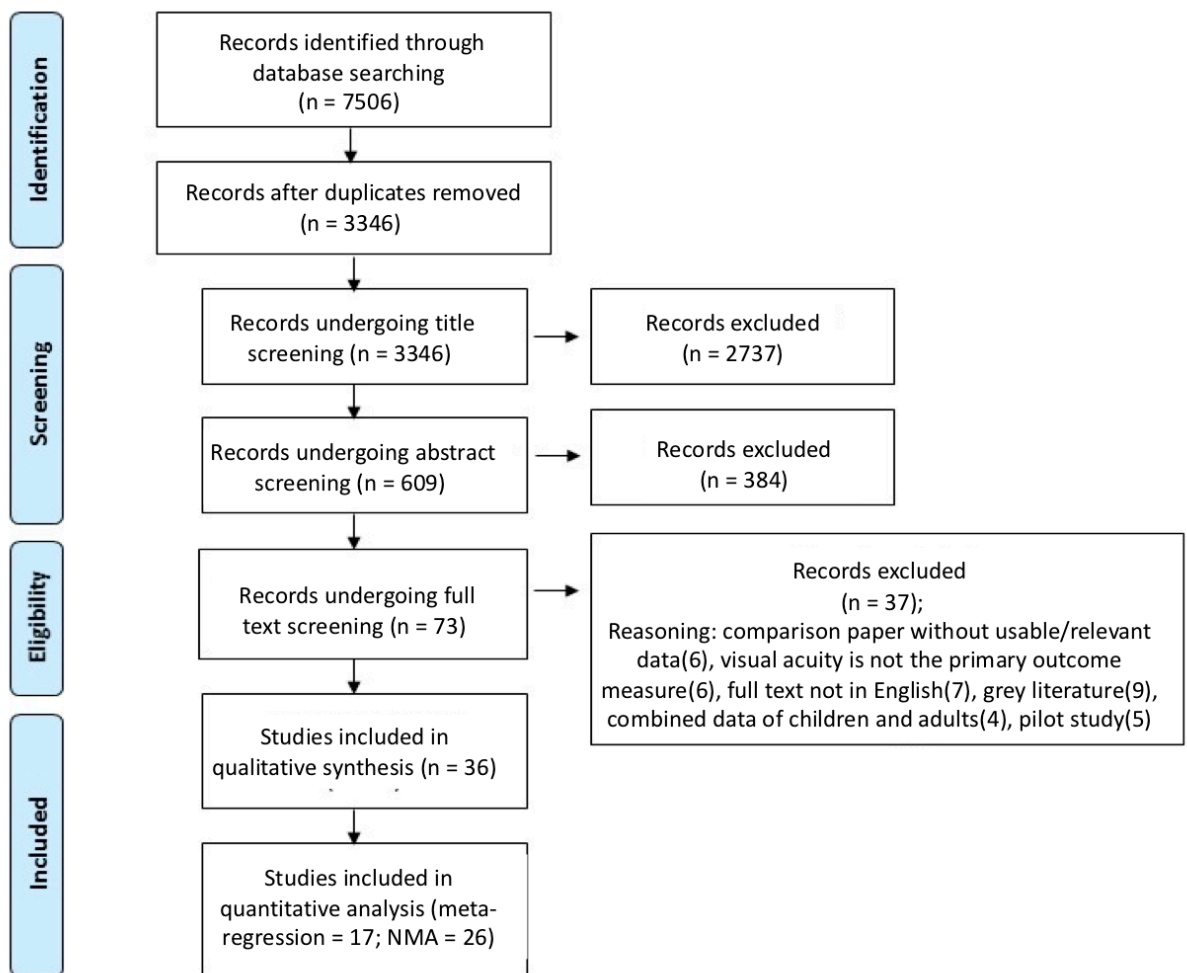 Identification
Records identified through
database searching
(n = 7506)
Records after duplicates removed
(n = 3346)
Screening
Records undergoing title
screening (n = 3346)
Records excluded
(n = 2737)
Records undergoing abstract
screening (n = 609)
Records excluded
(n = 384)
Eligibility
Records undergoing full
text screening (n = 73)
Records excluded
(n = 37);
Reasoning: comparison paper without usable/relevant
data(6), visual acuity is not the primary outcome
measure(6), full text not in English(7), grey literature(9),
combined data of children and adults(4), pilot study(5)
Included
Studies included in
qualitative synthesis (n = 36)
Studies included in
quantitative analysis (meta-
regression = 17; NMA = 26)